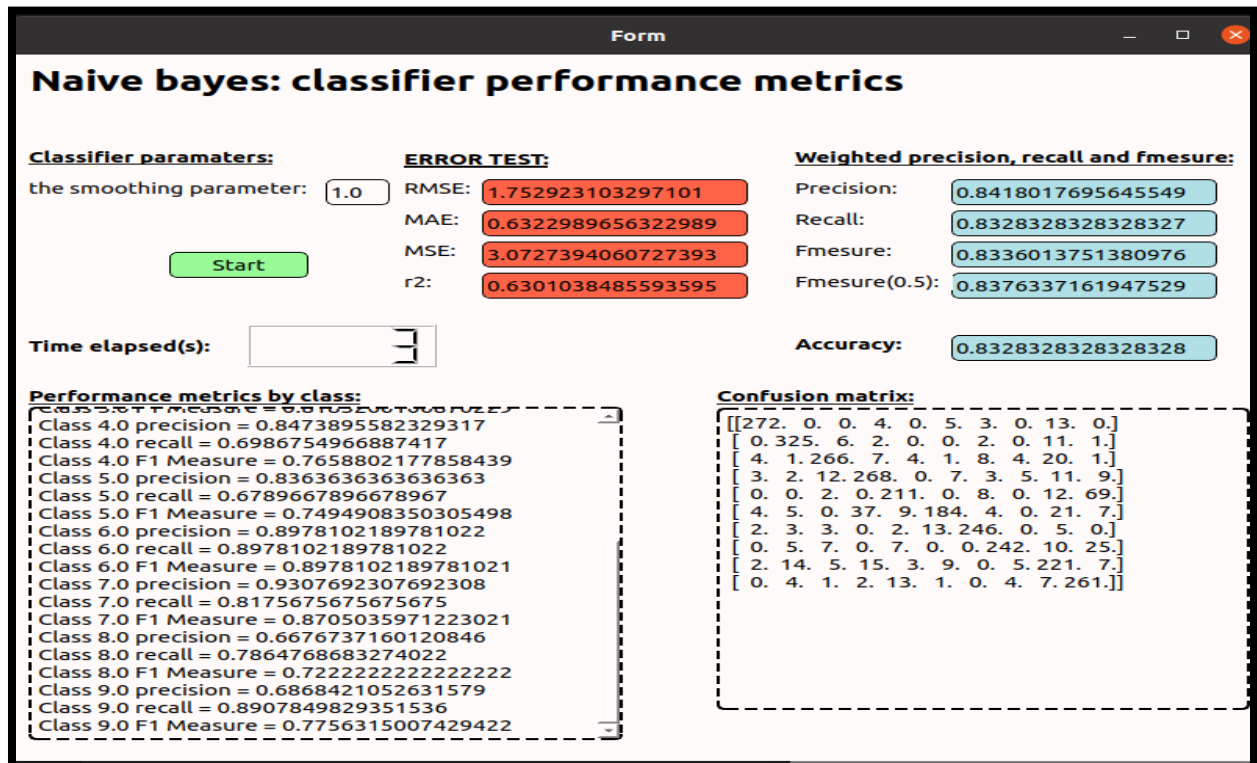 Form
Naive bayes: classifier performance metrics
Classifier paramaters:
the smoothing parameter: 1.0
Start
ERROR TEST:
RMSE: 1.752923103297101
MAE: 0.6322989656322989
MSE: 3.0727394060727393
r2: 0.6301038485593595
Weighted precision, recall and fmesure:
Precision: 0.8418017695645549
Recall: 0.8328328328328327
Fmesure: 0.8336013751380976
Fmesure(0.5): 0.8376337161947529
Time elapsed(s): 3
Accuracy: 0.8328328328328328
Performance metrics by class:
Class 4.0 precision = 0.8473895582329317
Class 4.0 recall = 0.6986754966887417
Class 4.0 F1 Measure = 0.7658802177858439
Class 5.0 precision = 0.8363636363636363
Class 5.0 recall = 0.6789667896678967
Class 5.0 F1 Measure = 0.7494908350305498
Class 6.0 precision = 0.8978102189781022
Class 6.0 recall = 0.8978102189781022
Class 6.0 F1 Measure = 0.8978102189781021
Class 7.0 precision = 0.9307692307692308
Class 7.0 recall = 0.8175675675675675
Class 7.0 F1 Measure = 0.8705035971223021
Class 8.0 precision = 0.6676737160120846
Class 8.0 recall = 0.7864768683274022
Class 8.0 F1 Measure = 0.7222222222222222
Class 9.0 precision = 0.6868421052631579
Class 9.0 recall = 0.8907849829351536
Class 9.0 F1 Measure = 0.7756315007429422
Confusion matrix:
[[272. 0. 0. 4. 0. 5. 3. 0. 13. 0.]
[ 0. 325. 6. 2. 0. 0. 2. 0. 11. 1.]
[ 4. 1. 266. 7. 4. 1. 8. 4. 20. 1.]
[ 3. 2. 12. 268. 0. 7. 3. 5. 11. 9.]
[ 0. 0. 2. 0. 211. 0. 8. 0. 12. 69.]
[ 4. 5. 0. 37. 9. 184. 4. 0. 21. 7.]
[ 2. 3. 3. 0. 2. 13. 246. 0. 5. 0.]
[ 0. 5. 7. 0. 7. 0. 0. 242. 10. 25.]
[ 2. 14. 5. 15. 3. 9. 0. 5. 221. 7.]
[ 0. 4. 1. 2. 13. 1. 0. 4. 7. 261.]]